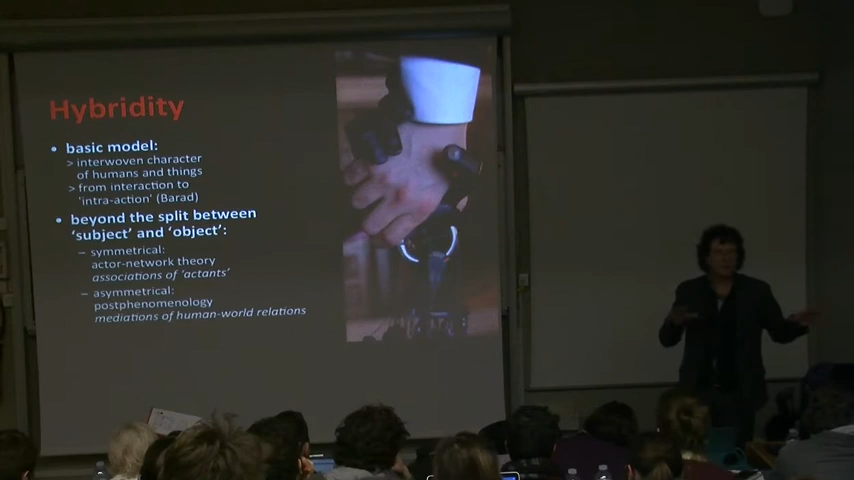 Hybridity
• basic model:
> interwoven character
of humans and things
> from interaction to
'intra-action' (Barad)
• beyond the split between
'subject' and 'object':
– symmetrical:
actor-network theory
associations of 'actants'
– asymmetrical:
postphenomenology
mediations of human-world relations